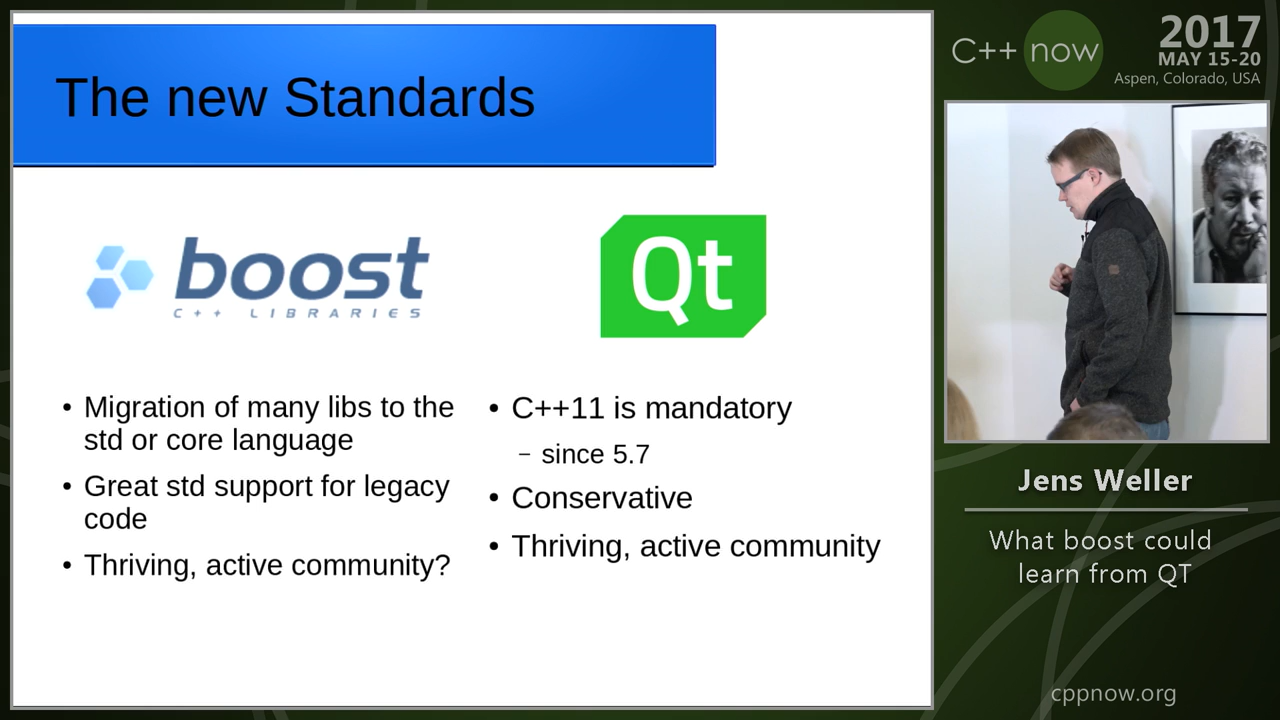 The new Standards
boost
C++ LIBRARIES
Qt
• Migration of many libs to the
std or core language
• Great std support for legacy
code
• Thriving, active community?
• C++11 is mandatory
– since 5.7
• Conservative
• Thriving, active community
C++ now
2017
MAY 15-20
Aspen, Colorado, USA
Jens Weller
What boost could
learn from QT
cppnow.org